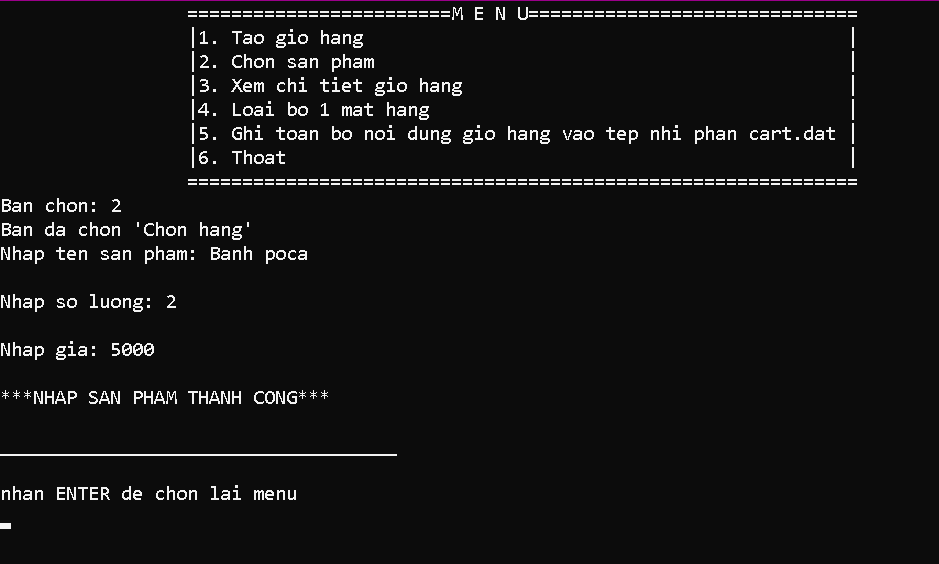 ========================M E N U==============================
|1. Tao gio hang |
|2. Chon san pham |
|3. Xem chi tiet gio hang |
|4. Loai bo 1 mat hang |
|5. Ghi toan bo noi dung gio hang vao tep nhi phan cart.dat |
|6. Thoat |
=============================================================
Ban chon: 2
Ban da chon 'Chon hang'
Nhap ten san pham: Banh poca
Nhap so luong: 2
Nhap gia: 5000
***NHAP SAN PHAM THANH CONG***
____________________________________
nhan ENTER de chon lai menu